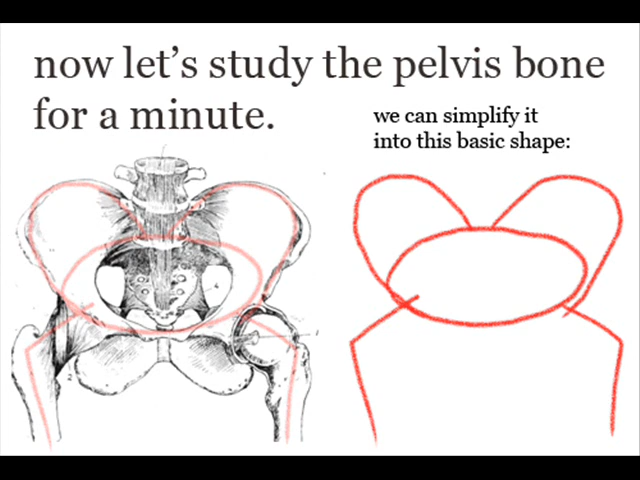 now let's study the pelvis bone
for a minute.
we can simplify it
into this basic shape: